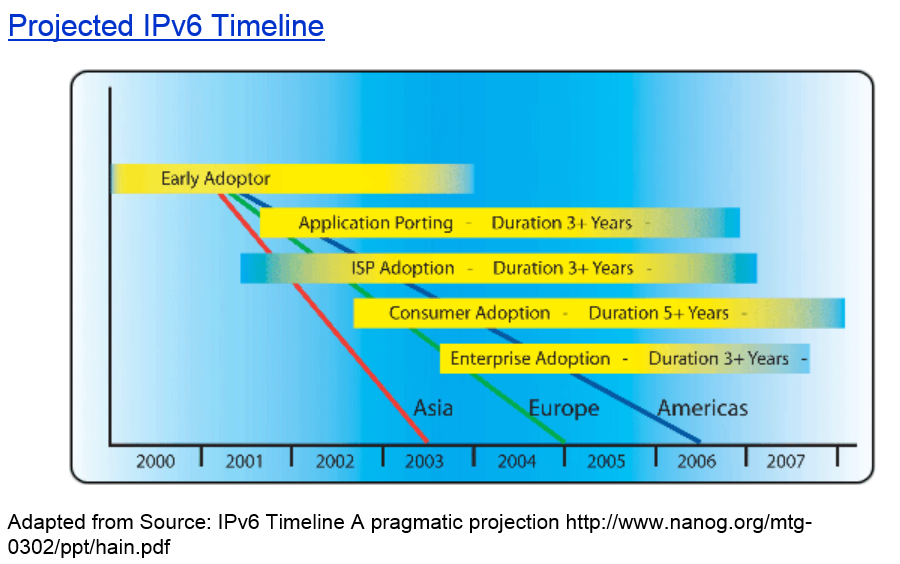 Projected IPv6 Timeline
Early Adoptor
Application Porting - Duration 3+ Years -
ISP Adoption - Duration 3+ Years -
Consumer Adoption - Duration 5+ Years -
Enterprise Adoption - Duration 3+ Years -
Asia Europe Americas
2000 2001 2002 2003 2004 2005 2006 2007
Adapted from Source: IPv6 Timeline A pragmatic projection http://www.nanog.org/mtg-
0302/ppt/hain.pdf